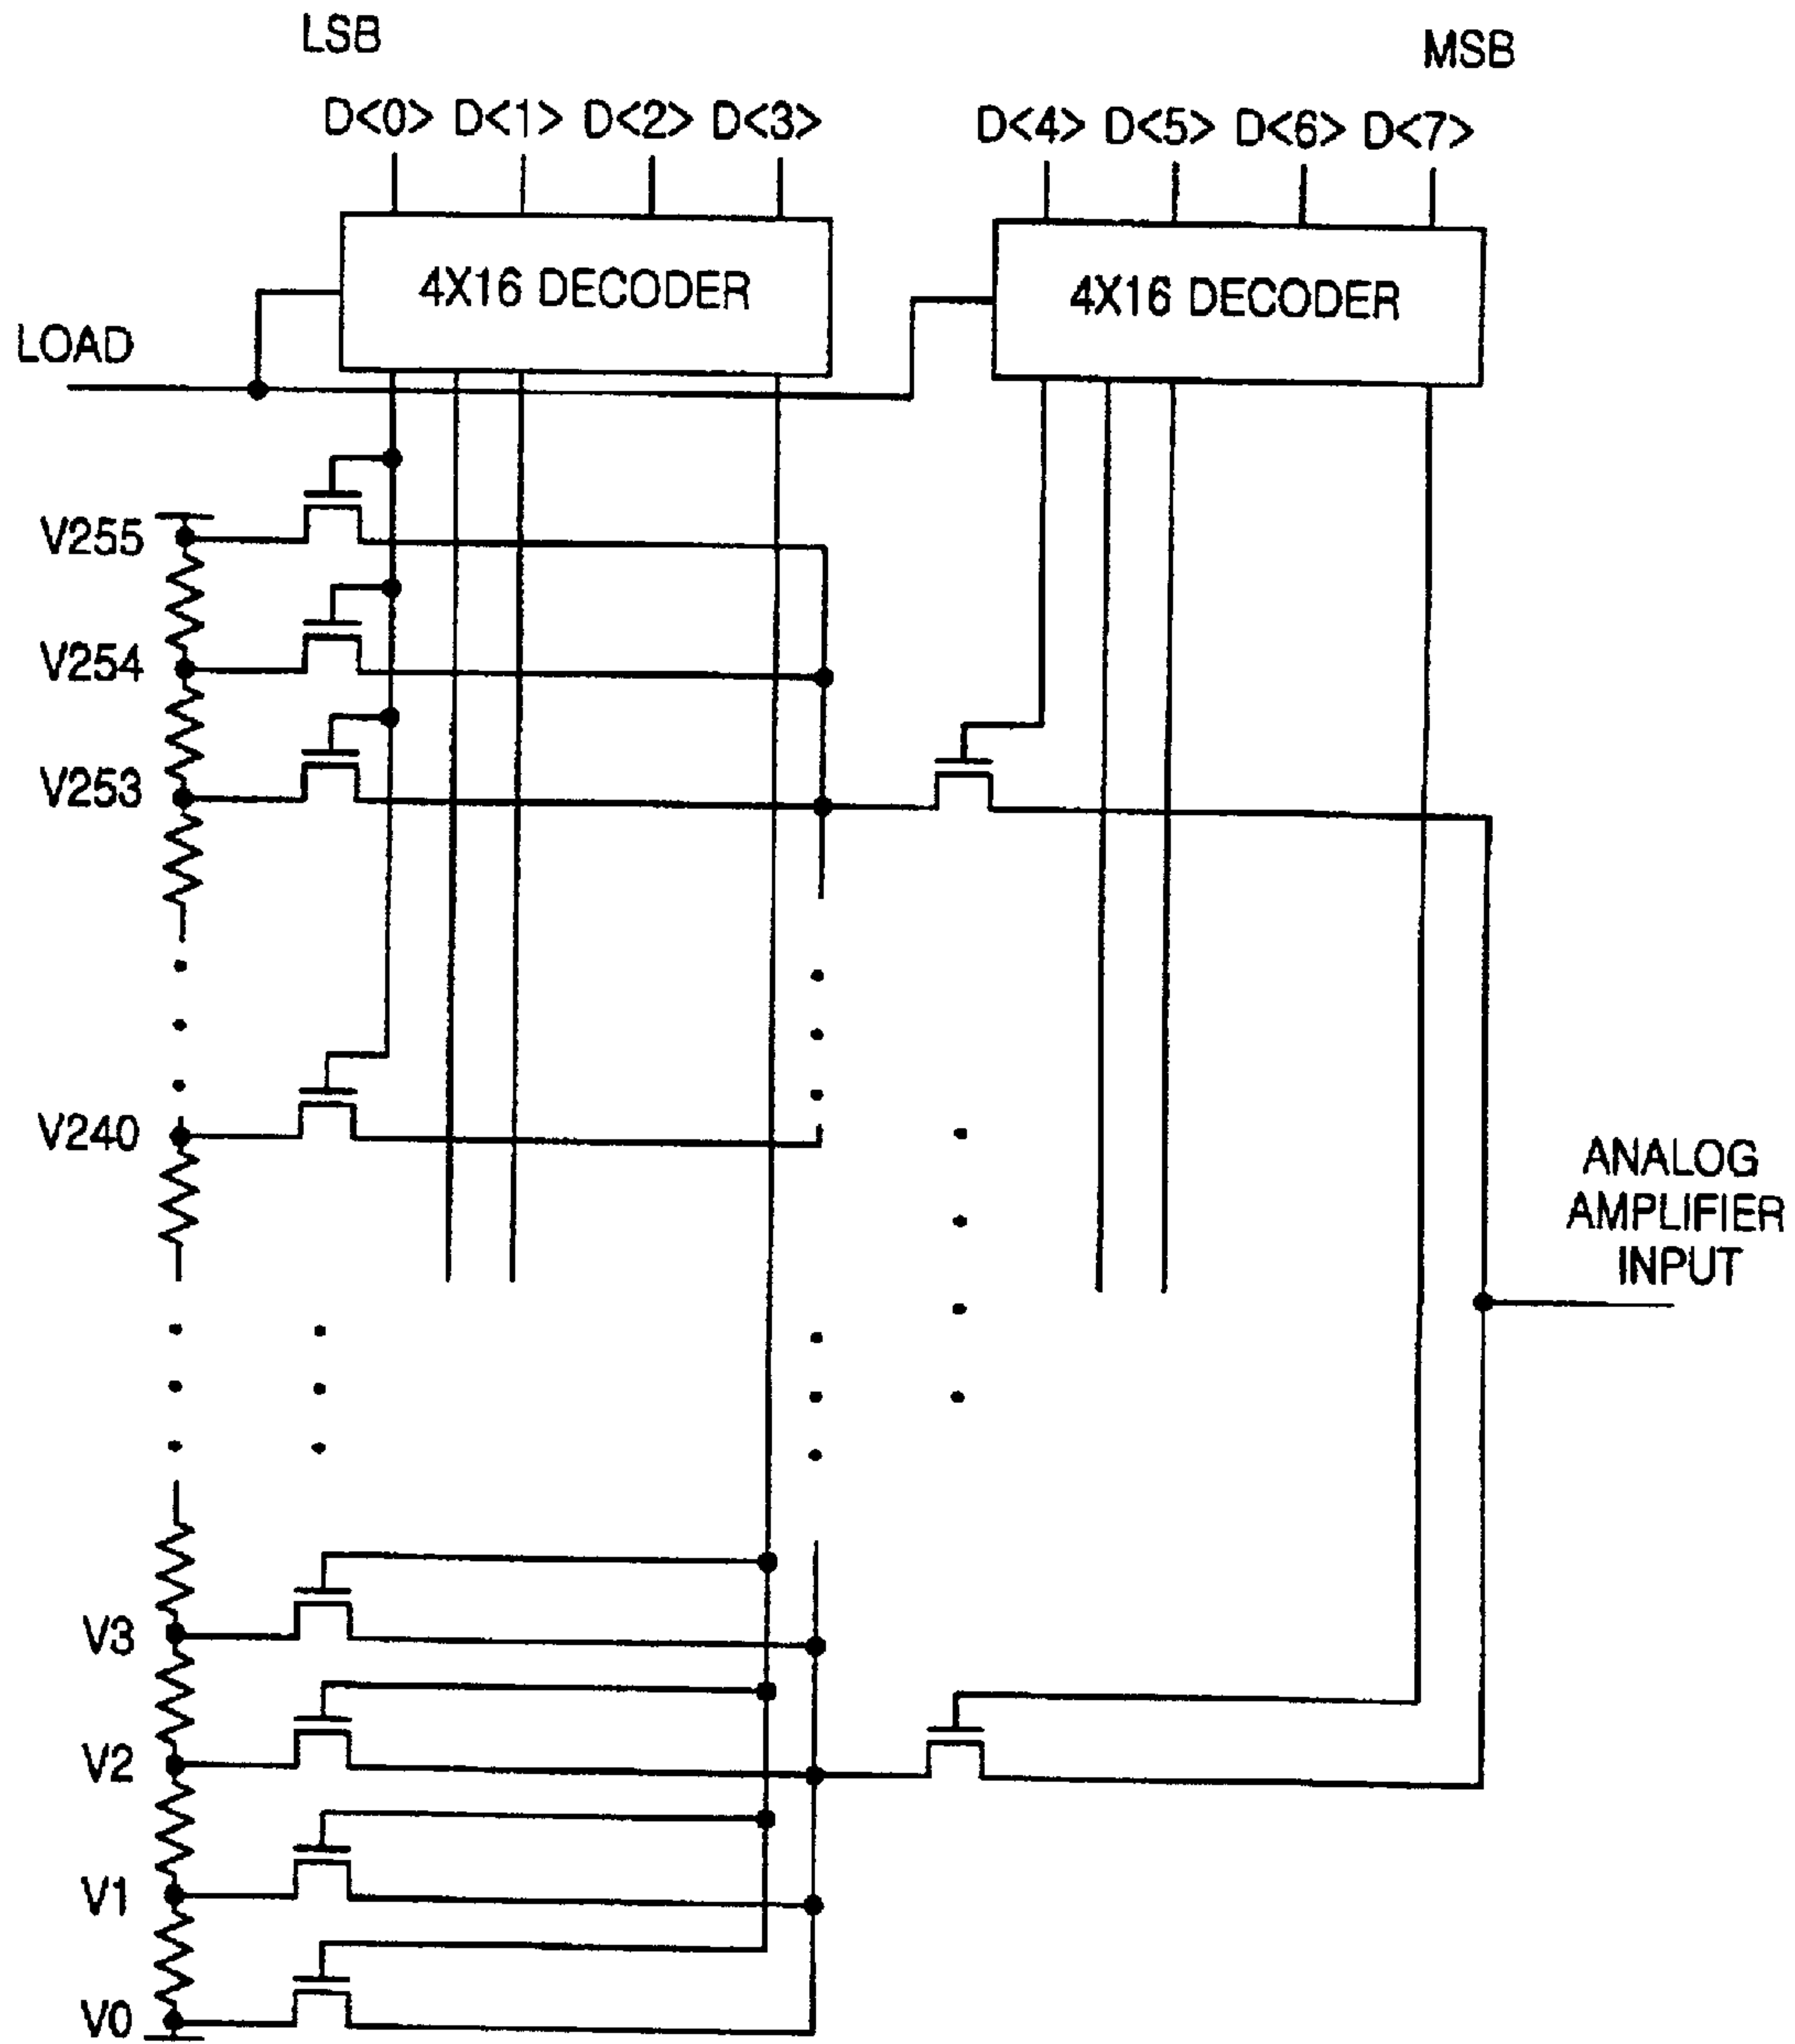 LSB
MSB
D<0> D<1> D<2> D<3>
D<4> D<5> D<6> D<7>
4X16 DECODER
4X16 DECODER
LOAD
V255
V254
V253
V240
ANALOG
AMPLIFIER
INPUT
V3
V2
V1
V0